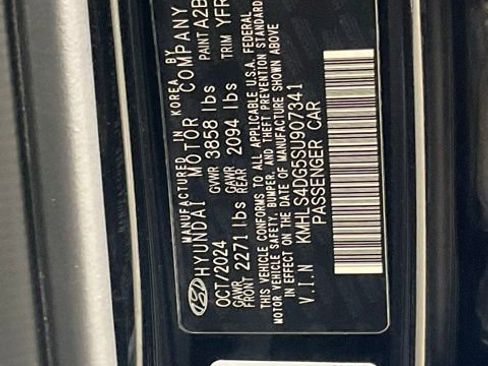 MANUFACTURED IN KOREA BY
HYUNDAI MOTOR COMPANY
OCT/2024 GVWR 3858 lbs PAINT A2B
GAWR FRONT 2271 lbs GAWR REAR 2094 lbs TRIM YFR
THIS VEHICLE CONFORMS TO ALL APPLICABLE U.S.A. FEDERAL
MOTOR VEHICLE SAFETY, BUMPER, AND THEFT PREVENTION STANDARD
IN EFFECT ON THE DATE OF MANUFACTURE SHOWN ABOVE
V.I.N KMHLS4DG5SU907341
PASSENGER CAR